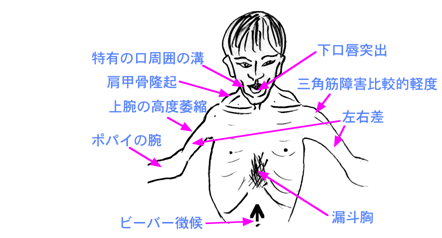 特有の口周囲の溝
下口唇突出
肩甲骨隆起
三角筋障害比較的軽度
上腕の高度萎縮
左右差
ポパイの腕
漏斗胸
ビーバー徴候